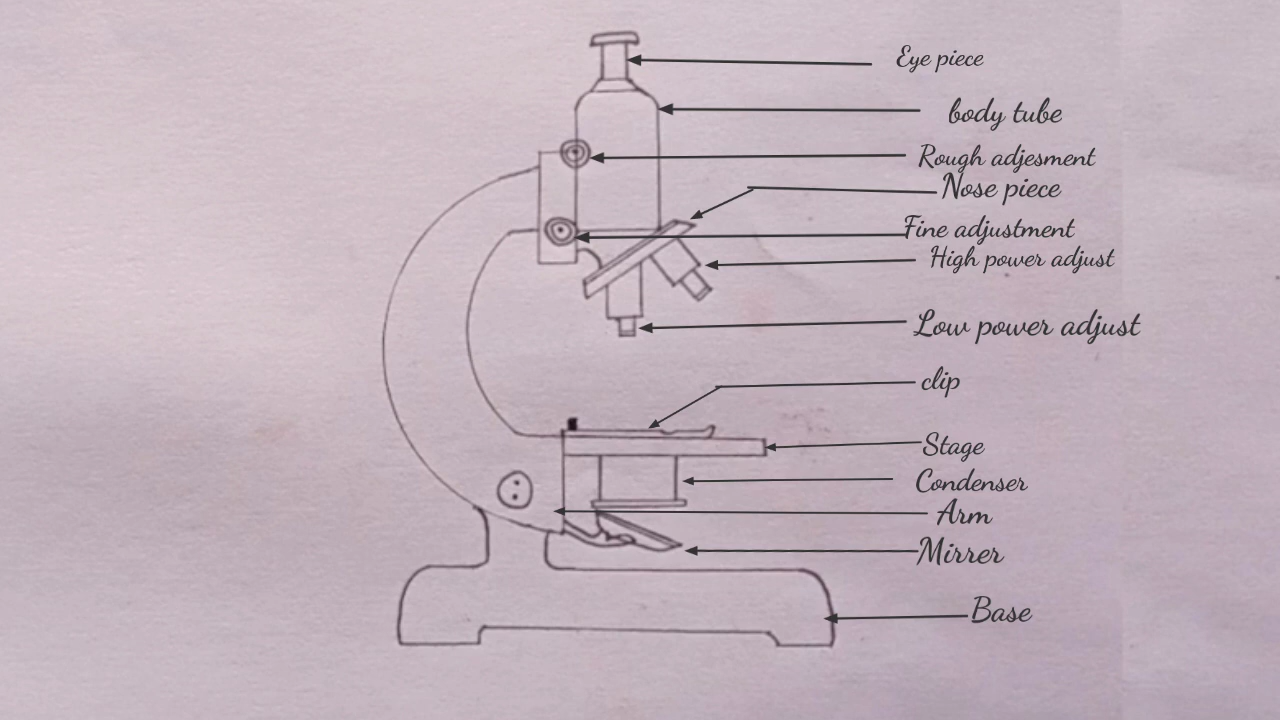 Eye piece
body tube
Rough adjesment
Nose piece
Fine adjustment
High power adjust
Low power adjust
clip
Stage
Condenser
Arm
Mirrer
Base